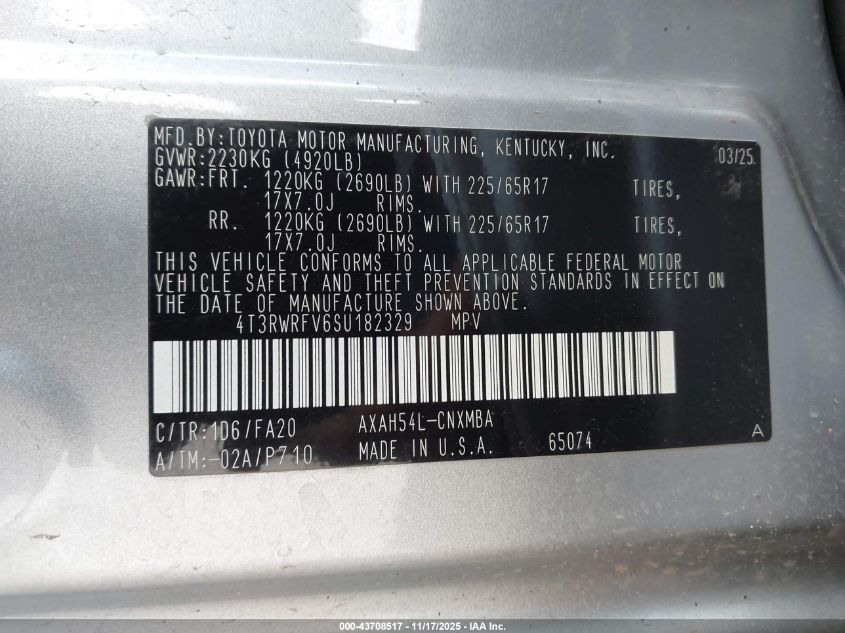 MFD.BY:TOYOTA MOTOR MANUFACTURING, KENTUCKY, INC. 03/25
GVWR:2230KG (4920LB)
GAWR:FRT. 1220KG (2690LB) WITH 225/65R17 TIRES,
17X7.0J RIMS.
RR. 1220KG (2690LB) WITH 225/65R17 TIRES,
17X7.0J RIMS.
THIS VEHICLE CONFORMS TO ALL APPLICABLE FEDERAL MOTOR
VEHICLE SAFETY AND THEFT PREVENTION STANDARDS IN EFFECT ON
THE DATE OF MANUFACTURE SHOWN ABOVE.
4T3RWRFV6SU182329 MPV
C/TR:1D6/FA20 AXAH54L-CNXMBA
A/TM:-02A/P710 MADE IN U.S.A. 65074 A
000-43708517 - 11/17/2025 - IAA Inc.